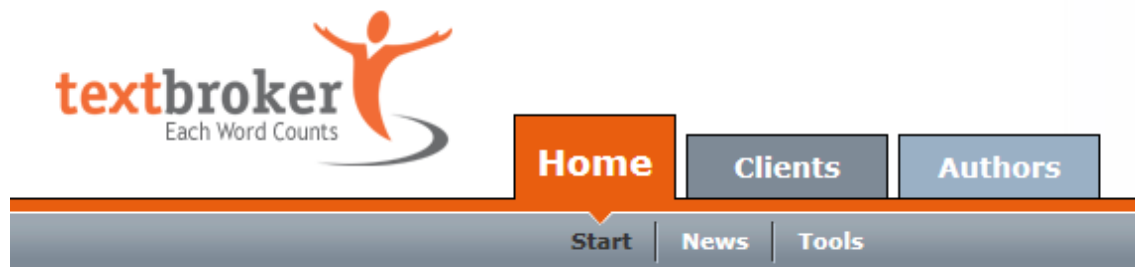 textbroker
Each Word Counts
Home Clients Authors
Start News Tools